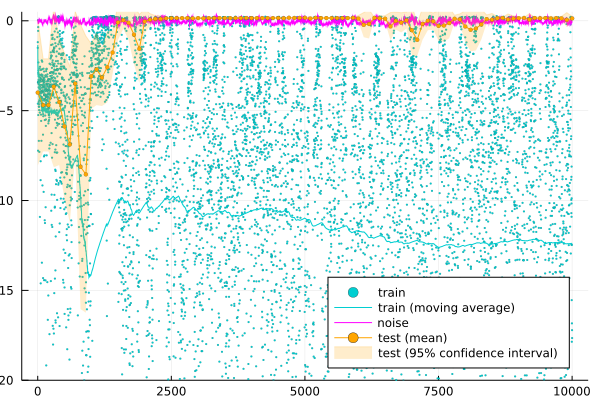 0
5
10
15
20
0
2500
5000
7500
10000
train
train (moving average)
noise
test (mean)
test (95% confidence interval)